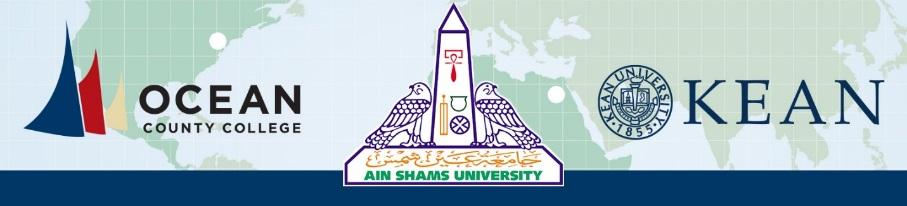 OCEAN
COUNTY COLLEGE
جامعة عين شمس
AIN SHAMS UNIVERSITY
KEAN UNIVERSITY
1855
KEAN